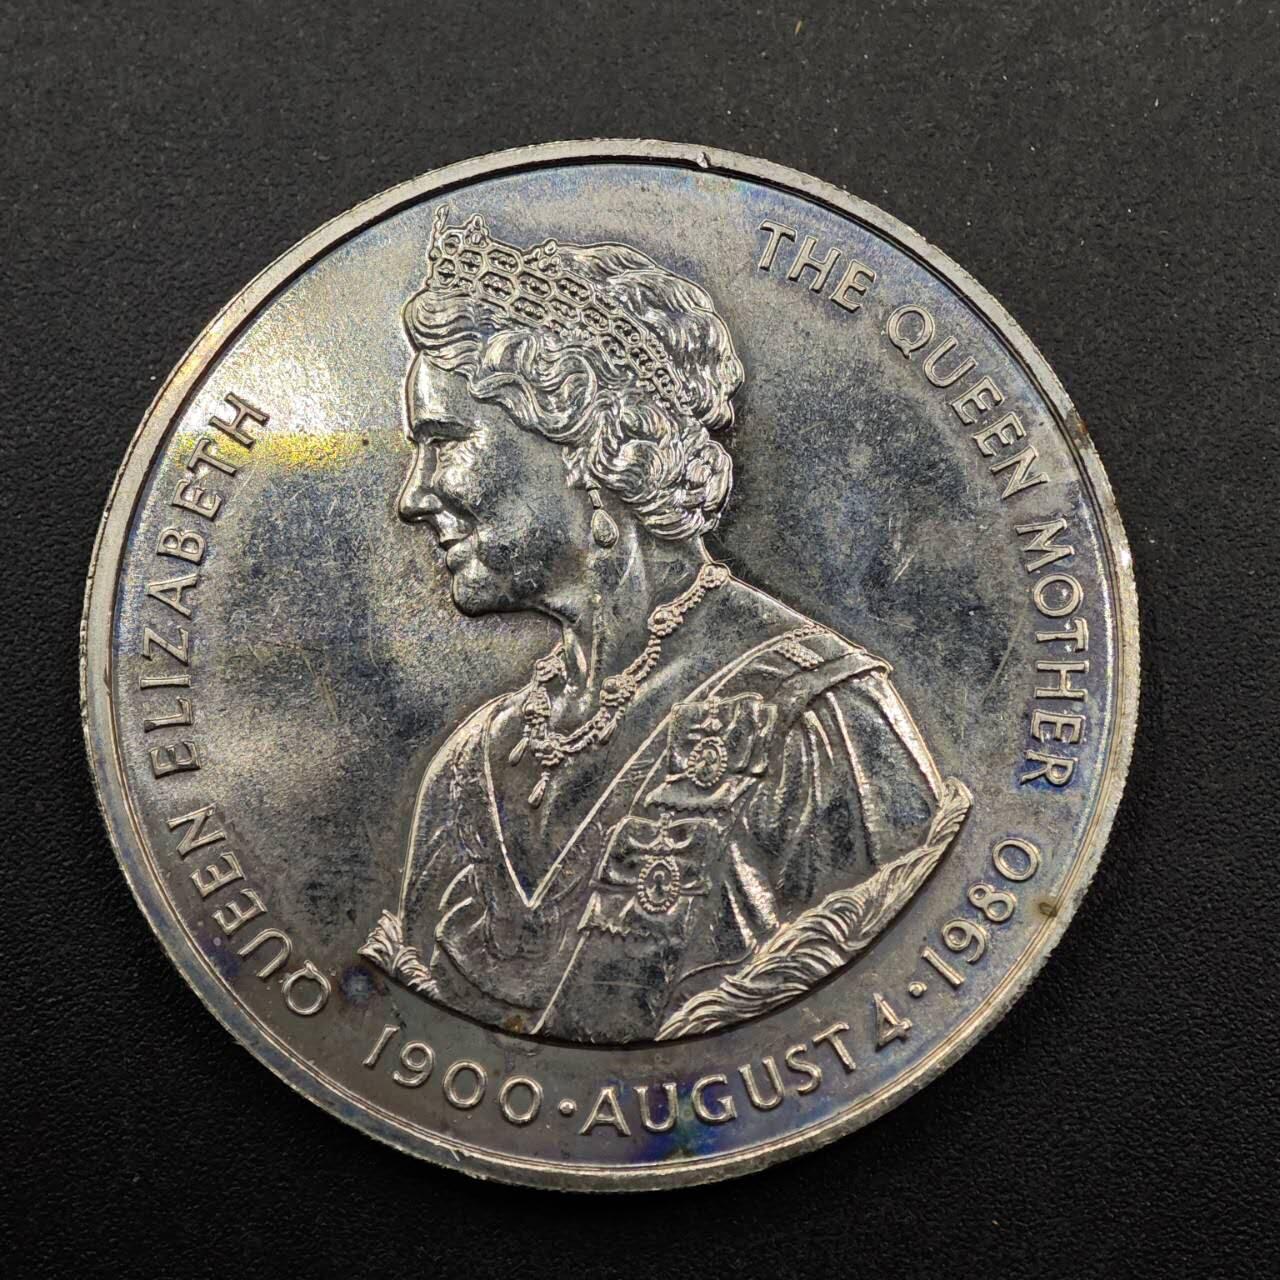 QUEEN ELIZABETH
THE QUEEN MOTHER
1900·AUGUST 4·1980